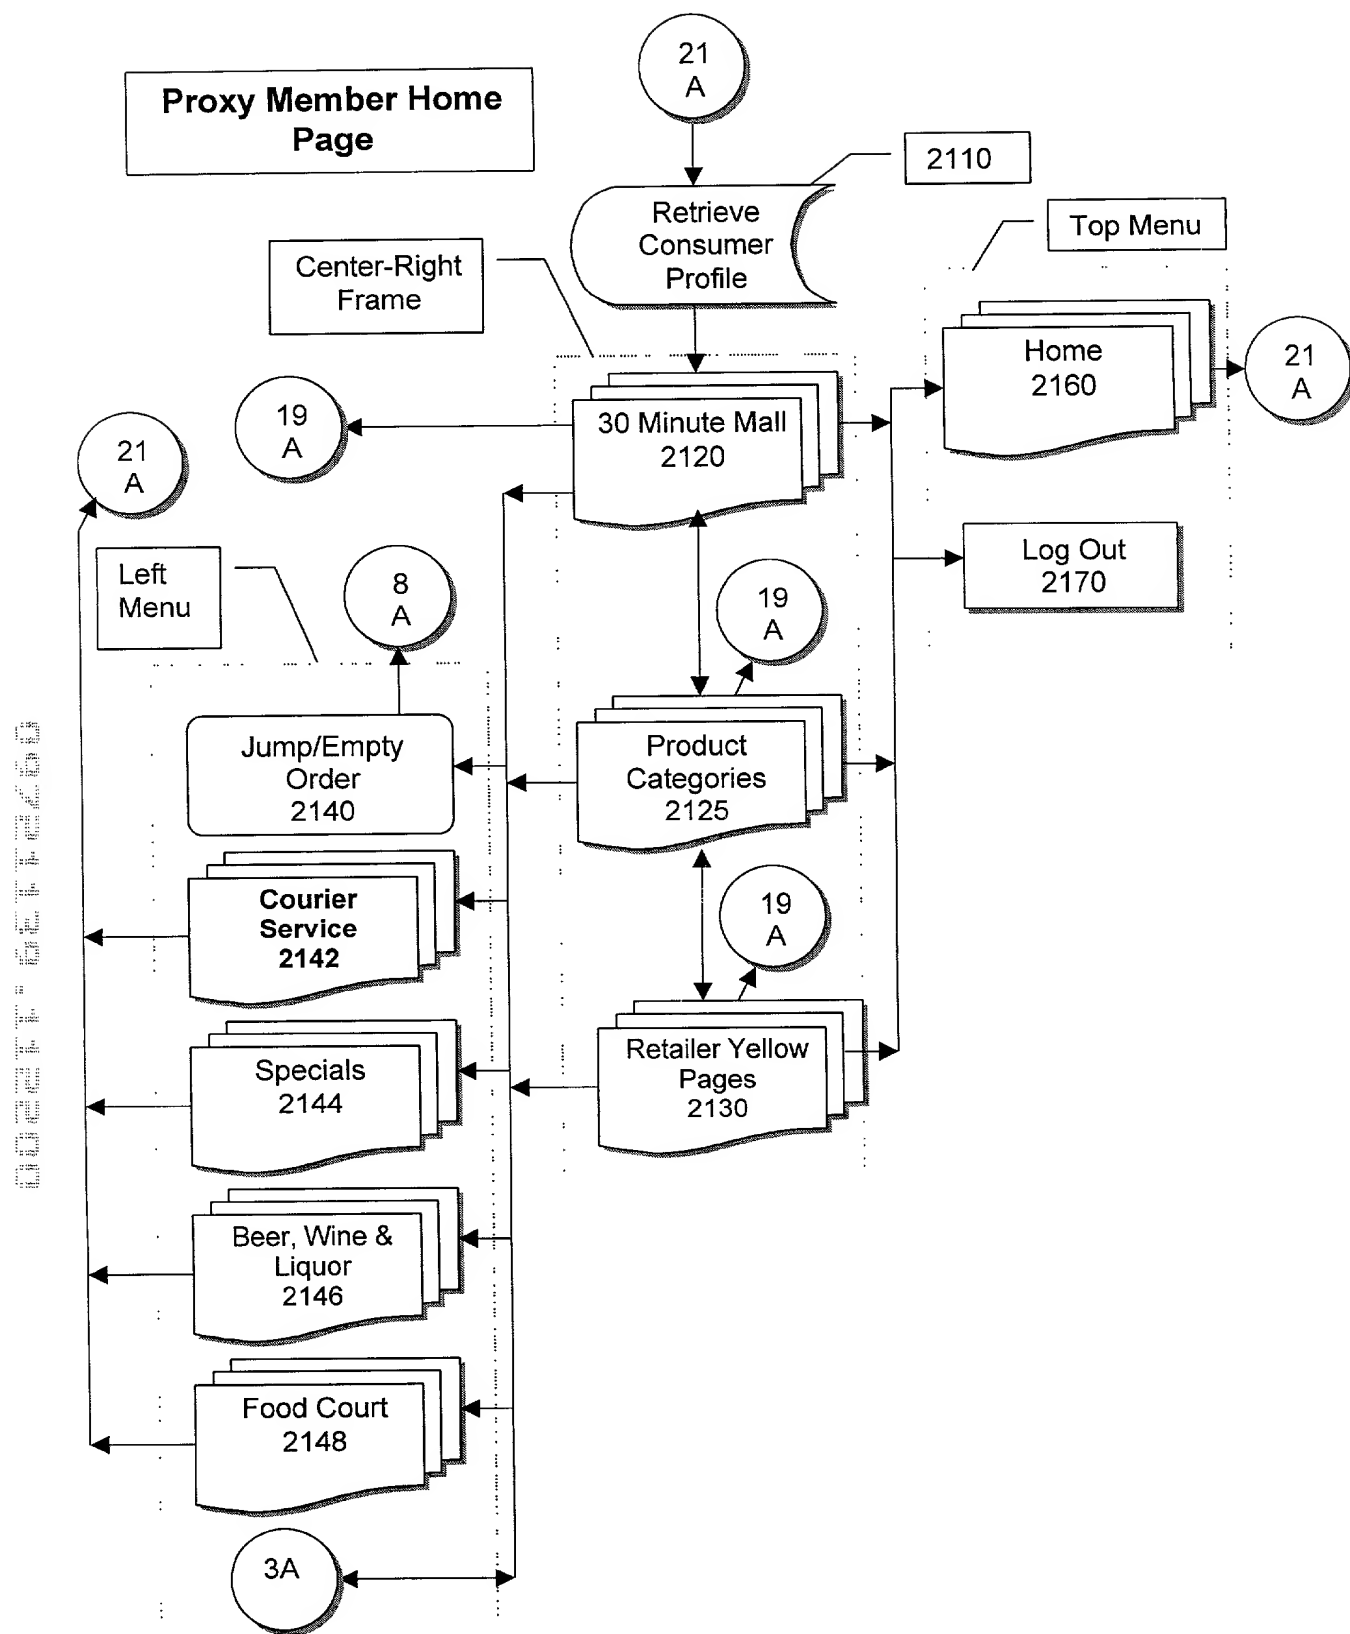 21
A
Proxy Member Home
Page
2110
Retrieve
Consumer
Profile
Top Menu
Center-Right
Frame
Home
2160
21
A
30 Minute Mall
2120
19
A
21
A
Log Out
2170
Left
Menu
8
A
19
A
Jump/Empty
Order
2140
Product
Categories
2125
Courier
Service
2142
19
A
Specials
2144
Retailer Yellow
Pages
2130
Beer, Wine &
Liquor
2146
Food Court
2148
3A